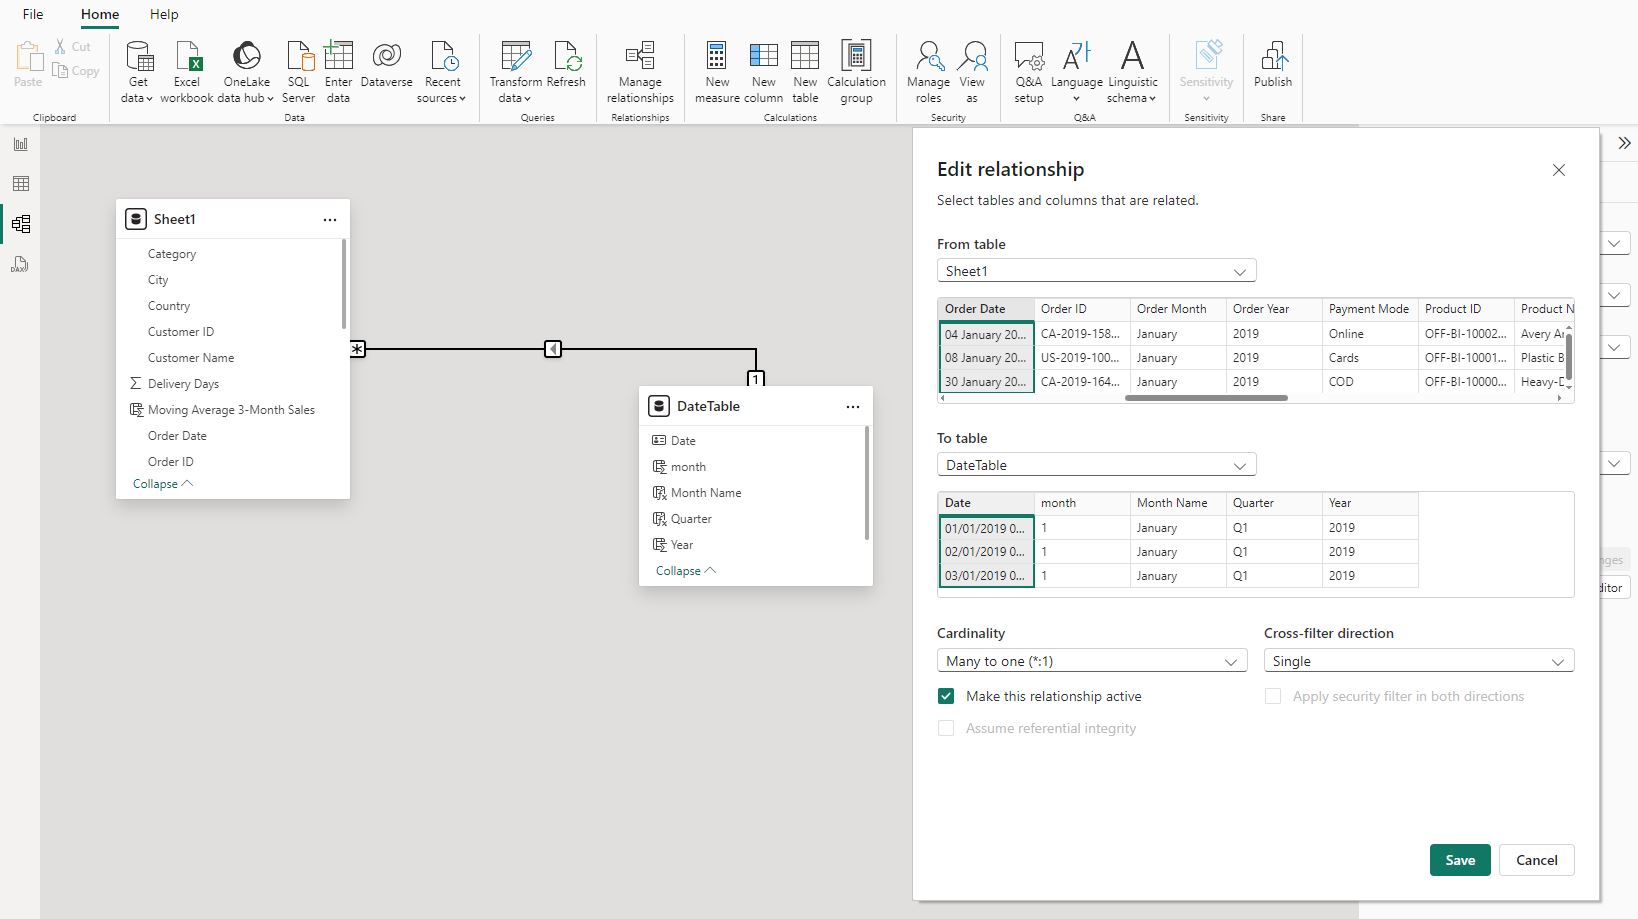 File Home Help
Paste
Cut
Copy
Clipboard
Get data
Excel workbook
OneLake data hub
SQL Server
Enter data
Dataverse
Recent sources
Data
Transform data
Refresh
Queries
Manage relationships
Relationships
New measure
New column
New table
Calculation group
Calculations
Manage roles
View as
Security
Q&A setup
Language
Linguistic schema
Q&A
Sensitivity
Sensitivity
Publish
Share
DAX
Sheet1
Category
City
Country
Customer ID
Customer Name
Σ Delivery Days
Moving Average 3-Month Sales
Order Date
Order ID
Collapse
*
1
DateTable
Date
month
Month Name
Quarter
Year
Collapse
Edit relationship
Select tables and columns that are related.
From table
Sheet1
Order Date Order ID Order Month Order Year Payment Mode Product ID Product N
04 January 20... CA-2019-158... January 2019 Online OFF-BI-10002... Avery Ar
08 January 20... US-2019-100... January 2019 Cards OFF-BI-10001... Plastic B
30 January 20... CA-2019-164... January 2019 COD OFF-BI-10000... Heavy-D
To table
DateTable
Date month Month Name Quarter Year
01/01/2019 0... 1 January Q1 2019
02/01/2019 0... 1 January Q1 2019
03/01/2019 0... 1 January Q1 2019
Cardinality
Many to one (*:1)
Cross-filter direction
Single
Make this relationship active
Apply security filter in both directions
Assume referential integrity
Save
Cancel
nges
ditor